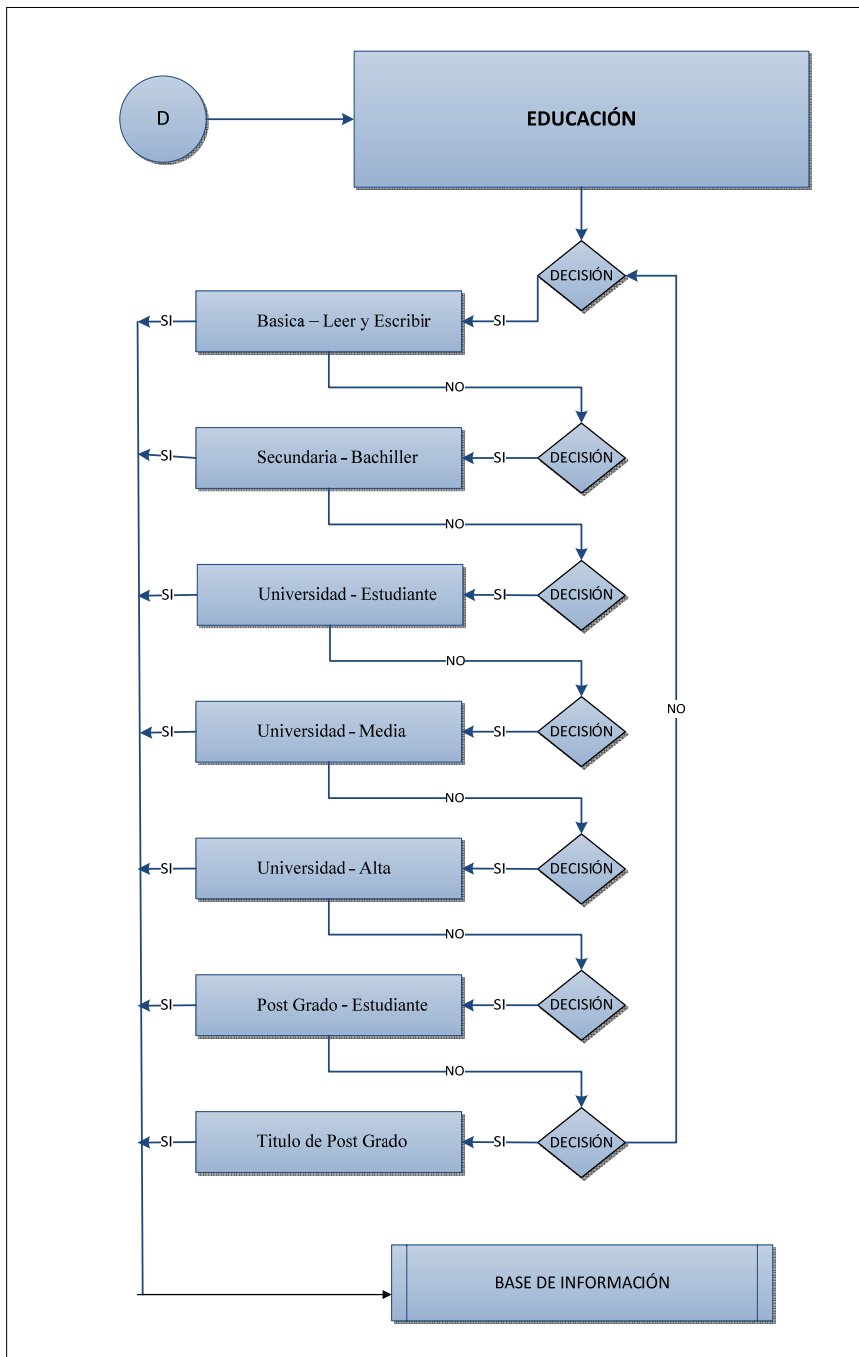 D
EDUCACIÓN
DECISIÓN
SI
Basica – Leer y Escribir
SI
NO
SI
Secundaria - Bachiller
SI
DECISIÓN
NO
SI
Universidad - Estudiante
SI
DECISIÓN
NO
SI
Universidad - Media
SI
DECISIÓN
NO
NO
SI
Universidad - Alta
SI
DECISIÓN
NO
SI
Post Grado - Estudiante
SI
DECISIÓN
NO
SI
Titulo de Post Grado
SI
DECISIÓN
BASE DE INFORMACIÓN